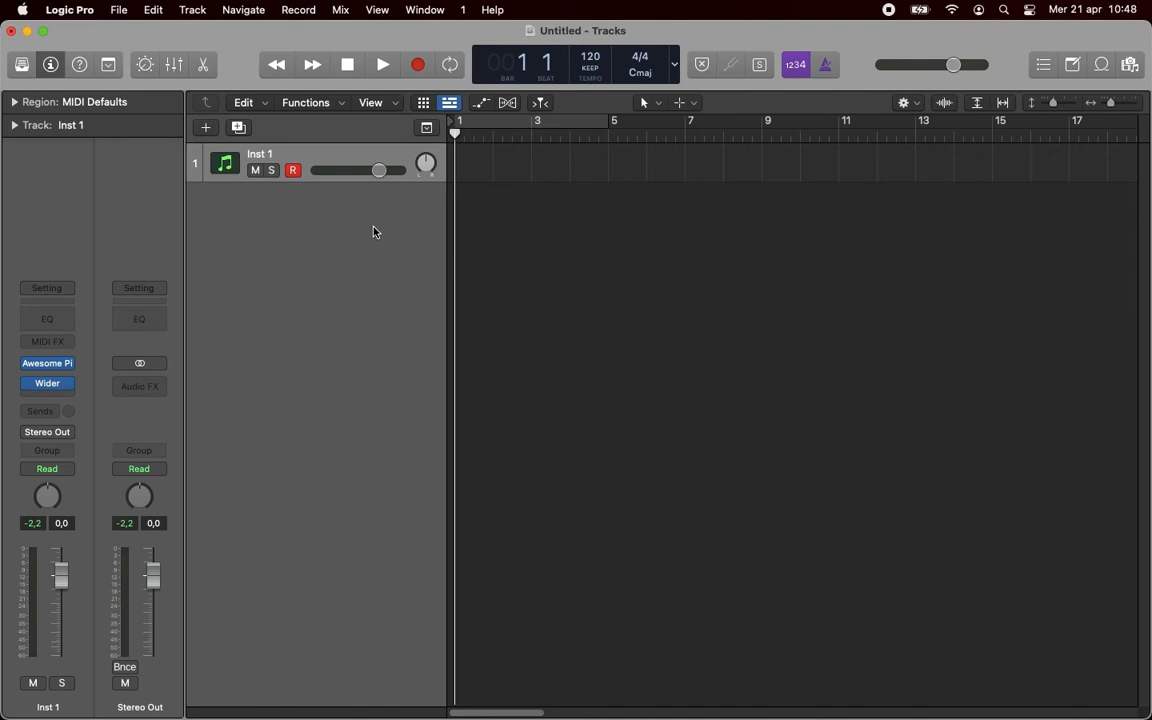 Logic Pro File Edit Track Navigate Record Mix View Window 1 Help Mer 21 apr 10:48
Untitled - Tracks
001 1 120 4/4
KEEP Cmaj
BAR BEAT TEMPO
S 1234
Region: MIDI Defaults
Edit Functions View
Track: Inst 1
1 3 5 7 9 11 13 15 17
1 Inst 1
M S R
L R
Setting Setting
EQ EQ
MIDI FX
Awesome Pi
Wider Audio FX
Sends
Stereo Out
Group Group
Read Read
-2,2 0,0 -2,2 0,0
Bnce
M S M
Inst 1 Stereo Out